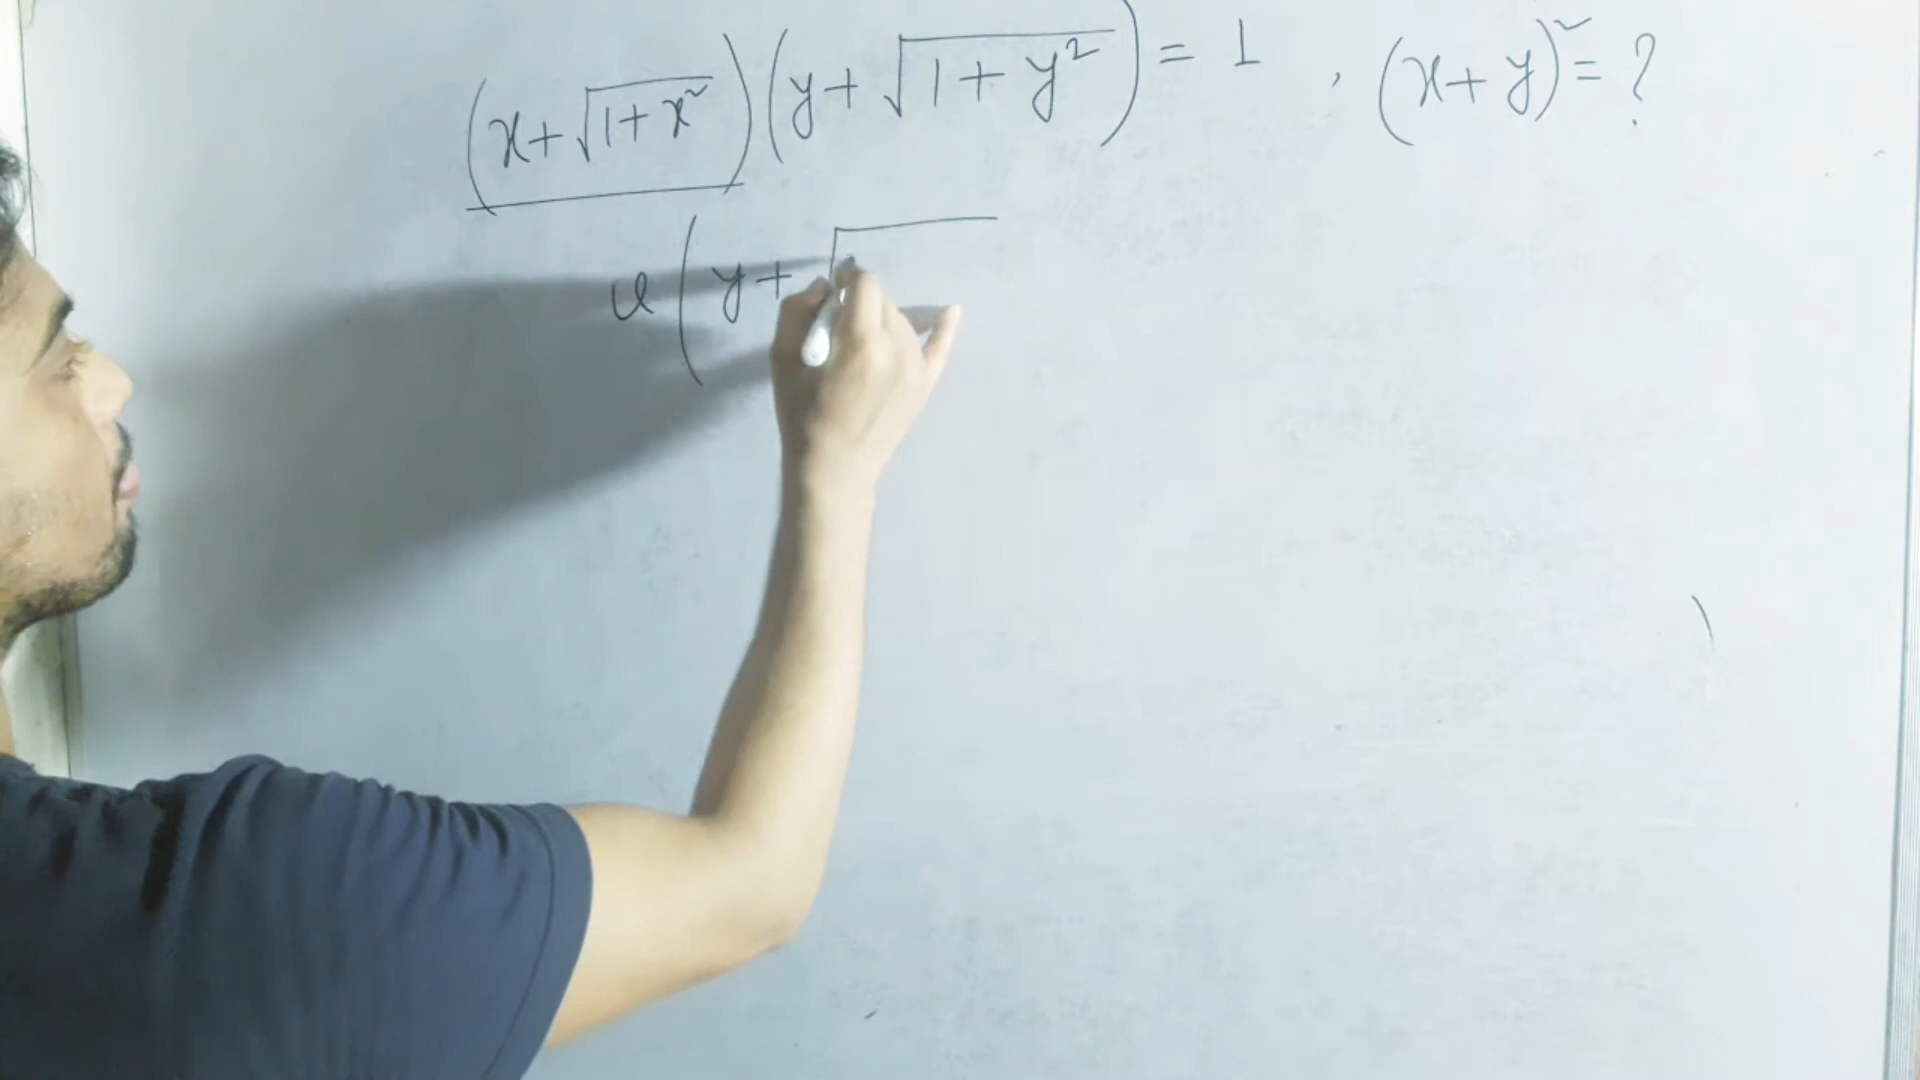 (x+√(1+x²))(y+√(1+y²)) = 1 , (x+y)² = ?
u(y+√